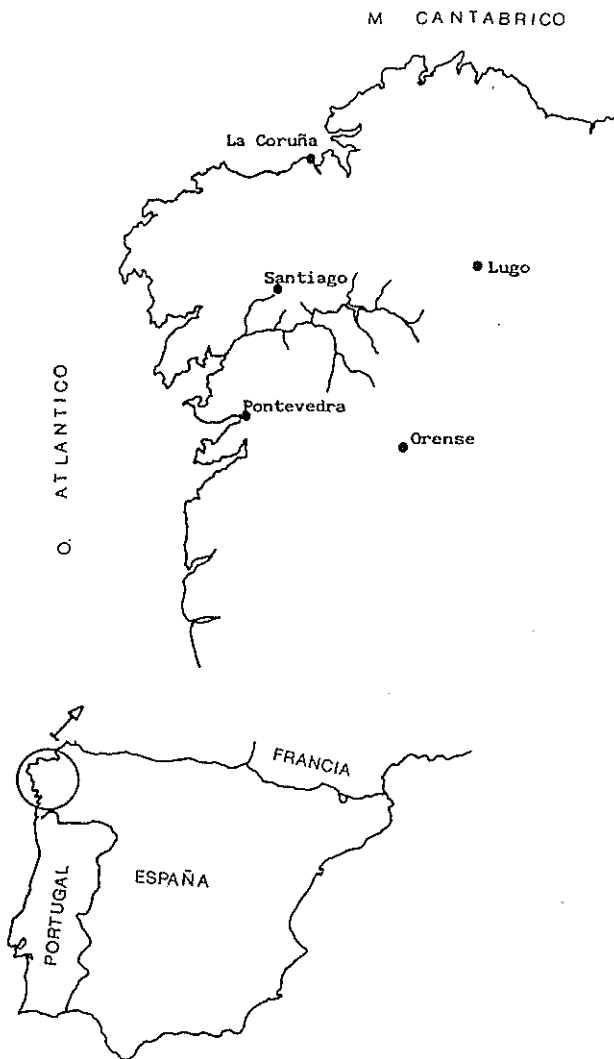 M CANTABRICO
La Coruña
Santiago
Lugo
Pontevedra
Orense
O. ATLANTICO
FRANCIA
ESPAÑA
PORTUGAL